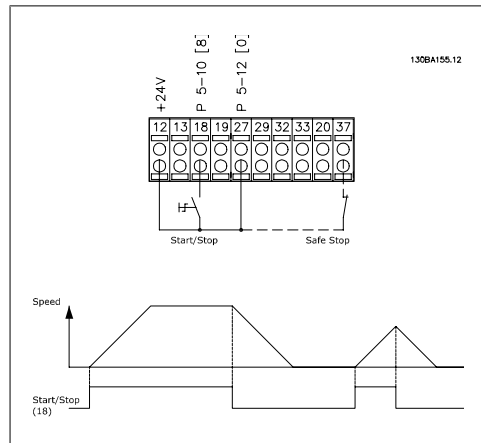 130BA155.12
+24V
P 5-10 [8]
P 5-12 [0]
12 13 18 19 27 29 32 33 20 37
Start/Stop
Safe Stop
Speed
Start/Stop
(18)